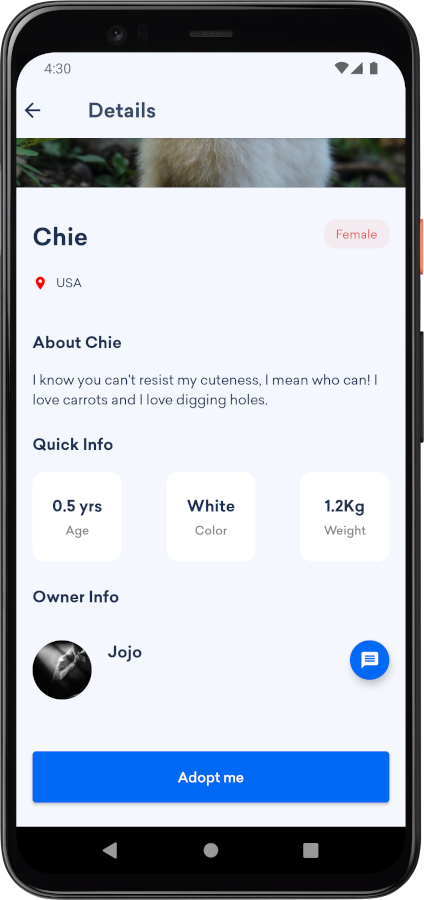 4:30
Details
Chie
Female
USA
About Chie
I know you can't resist my cuteness, I mean who can! I
love carrots and I love digging holes.
Quick Info
0.5 yrs
White
1.2Kg
Age
Color
Weight
Owner Info
Jojo
Adopt me